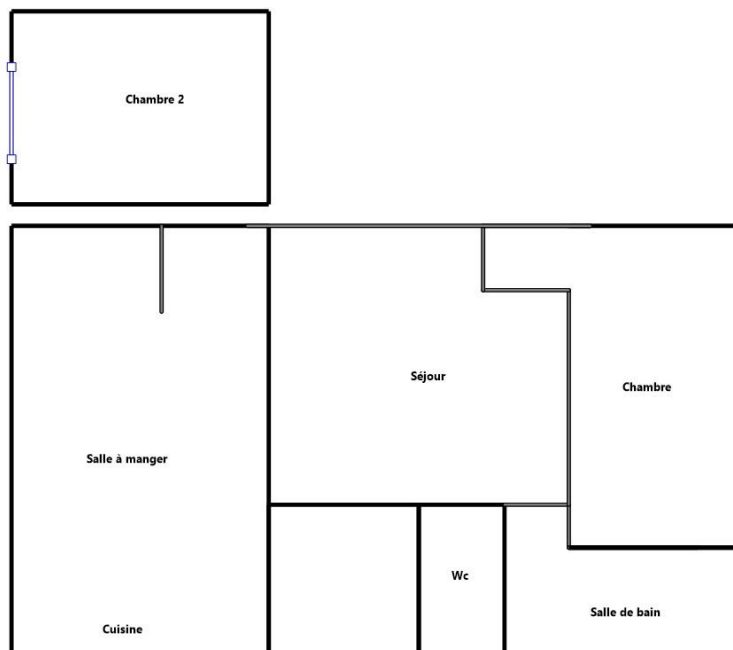 Chambre 2
Séjour
Chambre
Salle à manger
Wc
Salle de bain
Cuisine